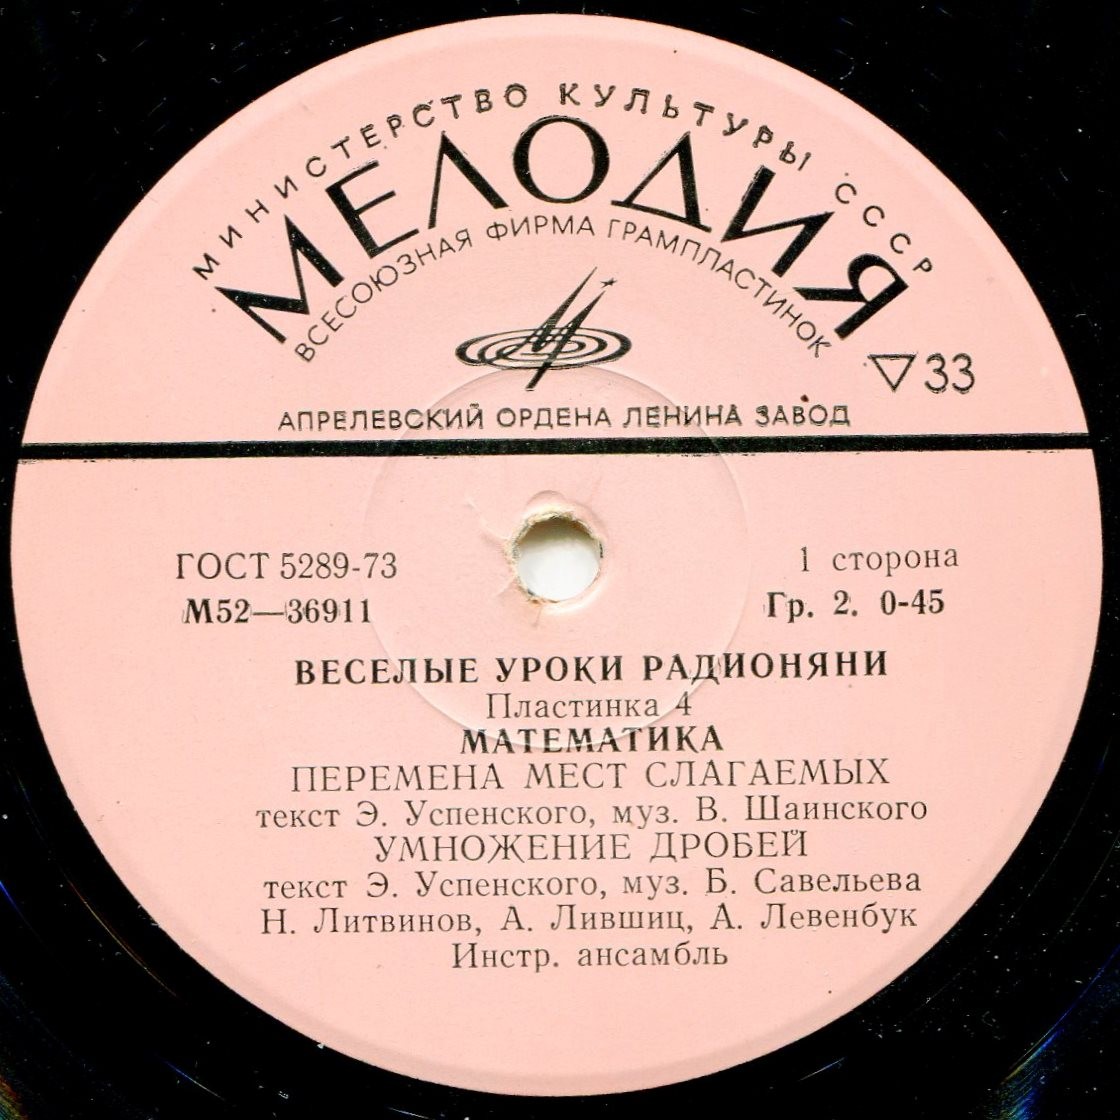 МИНИСТЕРСТВО КУЛЬТУРЫ СССР
МЕЛОДИЯ
ВСЕСОЮЗНАЯ ФИРМА ГРАМПЛАСТИНОК
▽33
АПРЕЛЕВСКИЙ ОРДЕНА ЛЕНИНА ЗАВОД
ГОСТ 5289-73
1 сторона
М52—36911
Гр. 2. 0-45
ВЕСЕЛЫЕ УРОКИ РАДИОНЯНИ
Пластинка 4
МАТЕМАТИКА
ПЕРЕМЕНА МЕСТ СЛАГАЕМЫХ
текст Э. Успенского, муз. В. Шаинского
УМНОЖЕНИЕ ДРОБЕЙ
текст Э. Успенского, муз. Б. Савельева
Н. Литвинов, А. Лившиц, А. Левенбук
Инстр. ансамбль